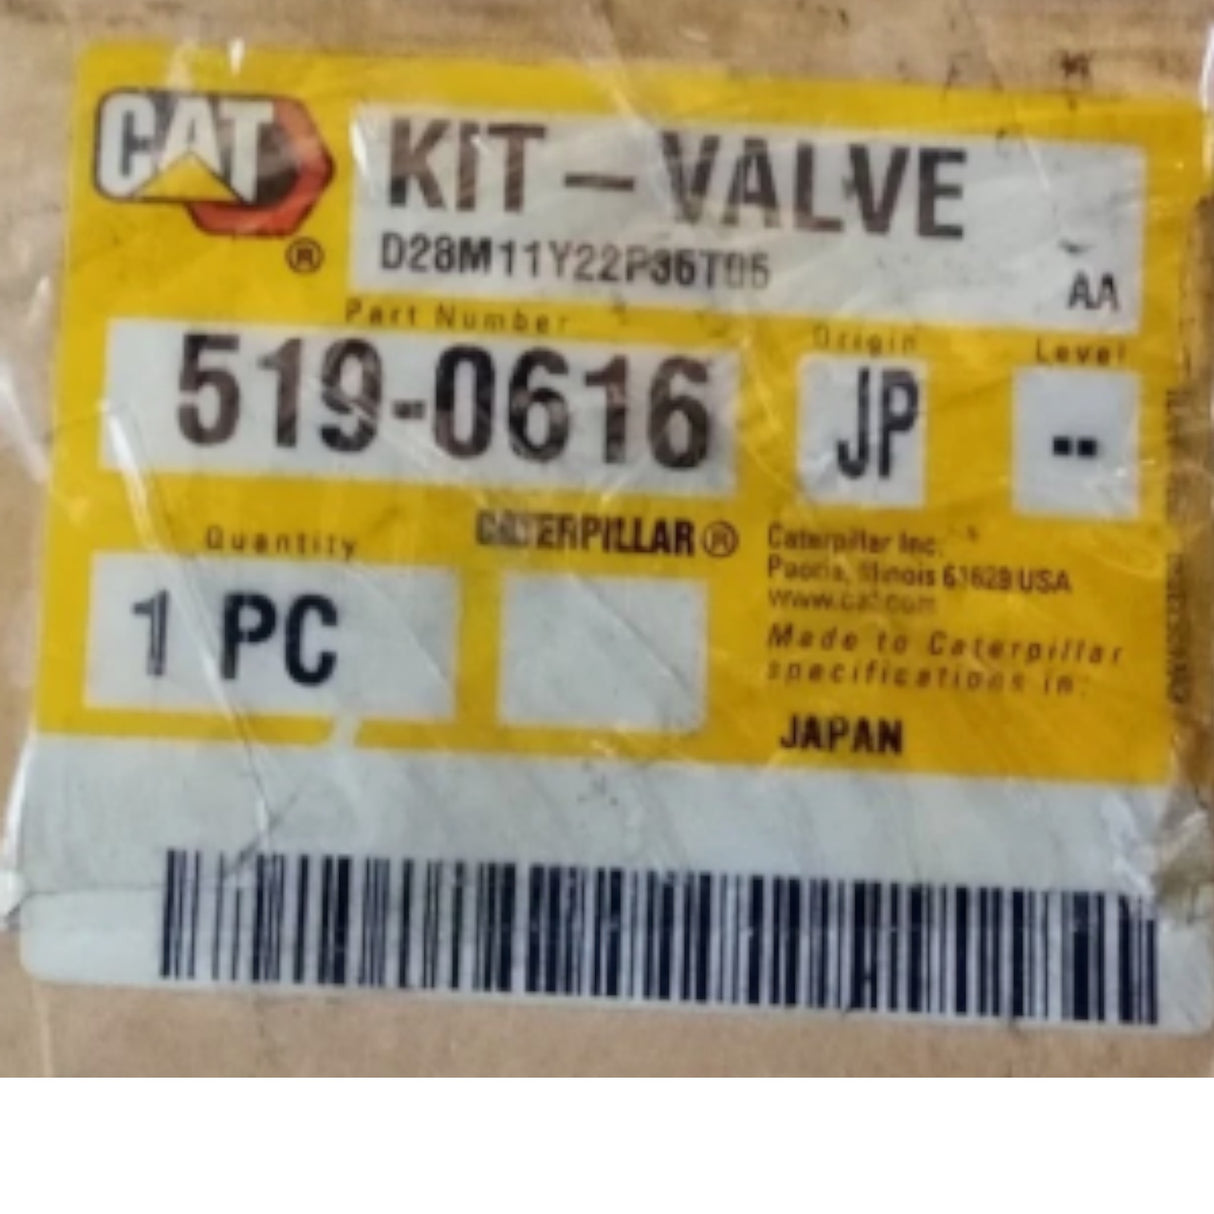 CAT
KIT - VALVE
®
D28M11Y22P36T05
AA
Part Number
Origin
Level
519-0616
JP
--
Quantity
CATERPILLAR®
1 PC
Caterpillar Inc.
Peoria, Illinois 61629 USA
www.cat.com
Made to Caterpillar
specifications in:
JAPAN